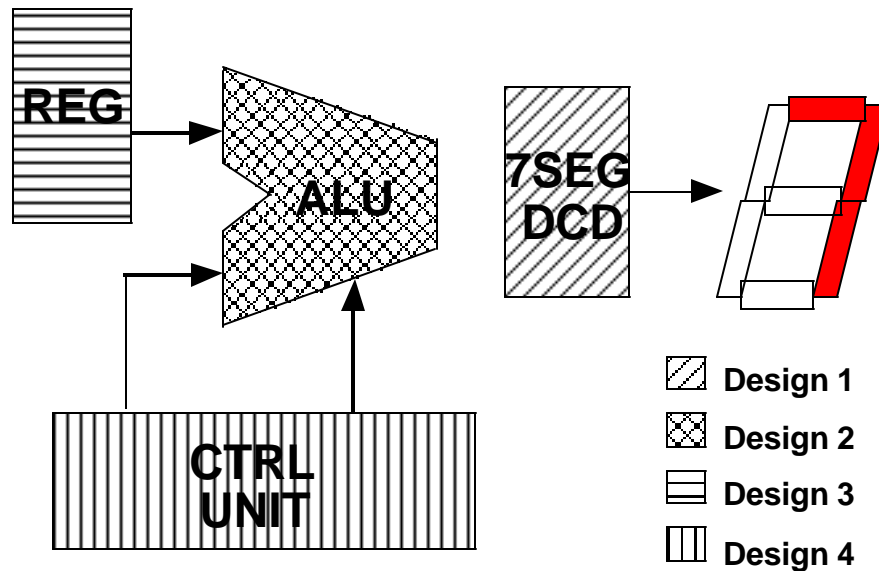 REG
ALU
7SEG
DCD
CTRL
UNIT
Design 1
Design 2
Design 3
Design 4